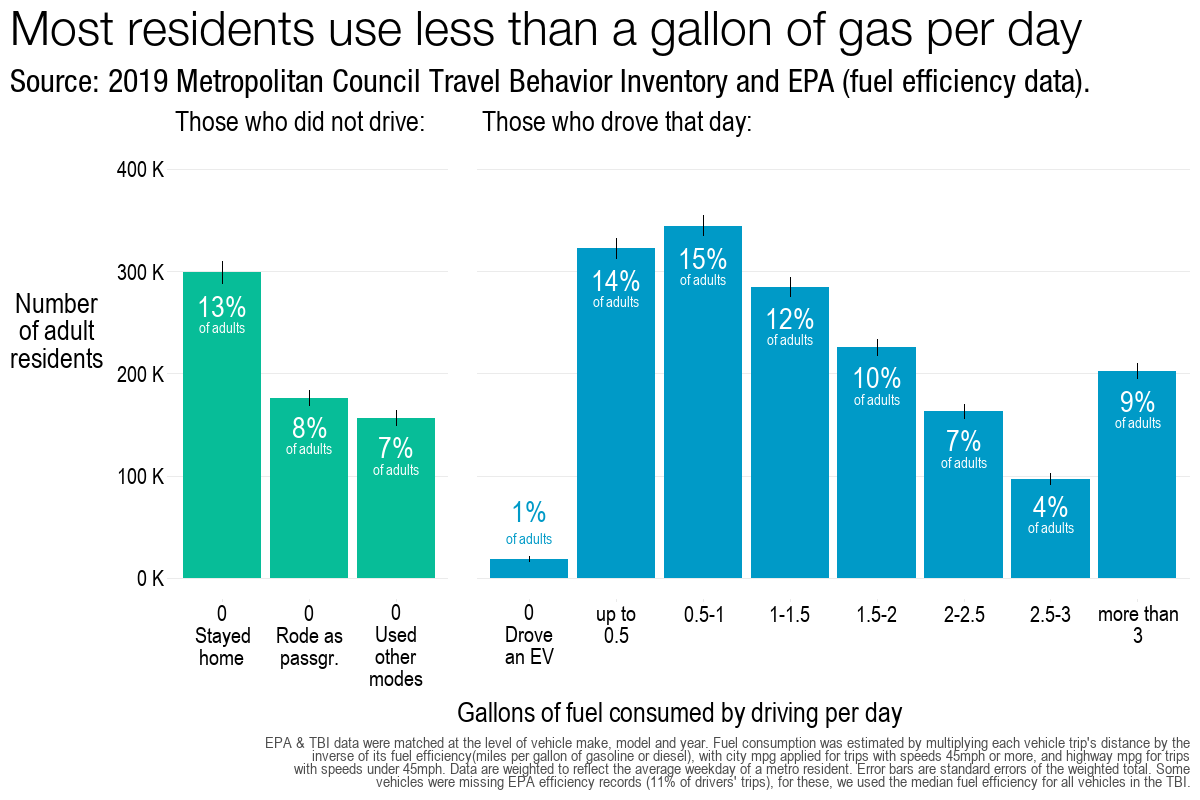 Most residents use less than a gallon of gas per day
Source: 2019 Metropolitan Council Travel Behavior Inventory and EPA (fuel efficiency data).
Those who did not drive:
Those who drove that day:
400 K
300 K
200 K
100 K
0 K
Number
of adult
residents
13%
of adults
8%
of adults
7%
of adults
1%
of adults
14%
of adults
15%
of adults
12%
of adults
10%
of adults
7%
of adults
4%
of adults
9%
of adults
0
Stayed
home
0
Rode as
passgr.
0
Used
other
modes
0
Drove
an EV
up to
0.5
0.5-1
1-1.5
1.5-2
2-2.5
2.5-3
more than
3
Gallons of fuel consumed by driving per day
EPA & TBI data were matched at the level of vehicle make, model and year. Fuel consumption was estimated by multiplying each vehicle trip's distance by the
inverse of its fuel efficiency(miles per gallon of gasoline or diesel), with city mpg applied for trips with speeds 45mph or more, and highway mpg for trips
with speeds under 45mph. Data are weighted to reflect the average weekday of a metro resident. Error bars are standard errors of the weighted total. Some
vehicles were missing EPA efficiency records (11% of drivers' trips), for these, we used the median fuel efficiency for all vehicles in the TBI.